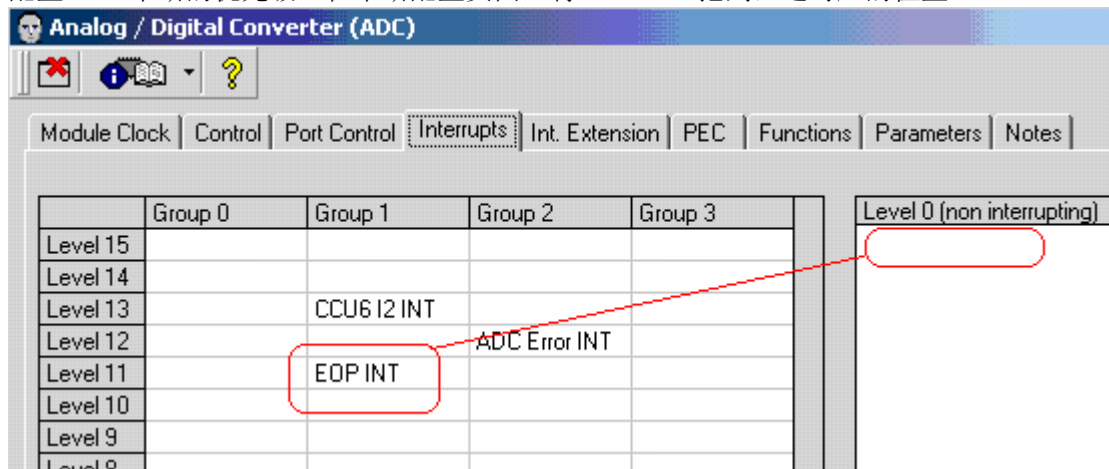 Analog / Digital Converter (ADC)
Module Clock Control Port Control Interrupts Int. Extension PEC Functions Parameters Notes
Group 0 Group 1 Group 2 Group 3 Level 0 (non interrupting)
Level 15
Level 14
Level 13 CCU6 I2 INT
Level 12 ADC Error INT
Level 11 EOP INT
Level 10
Level 9